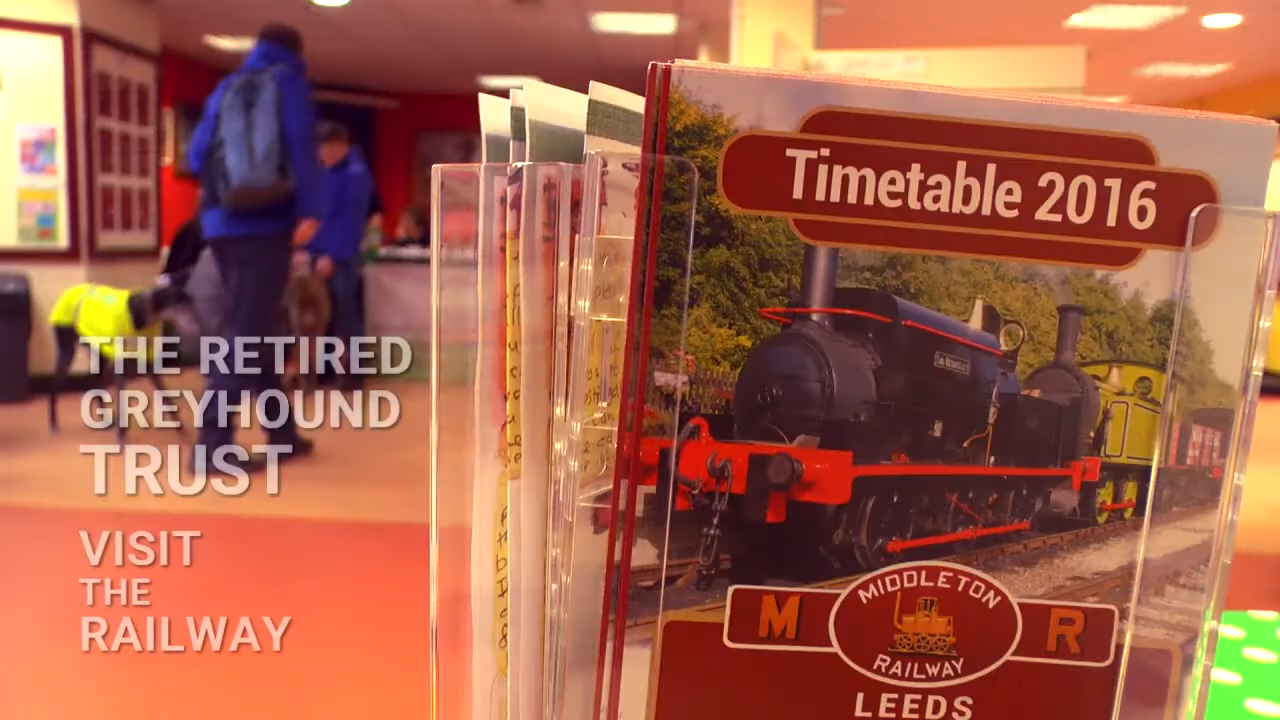 THE RETIRED
GREYHOUND
TRUST
VISIT
THE
RAILWAY
Timetable 2016
MIDDLETON
M R
RAILWAY
LEEDS